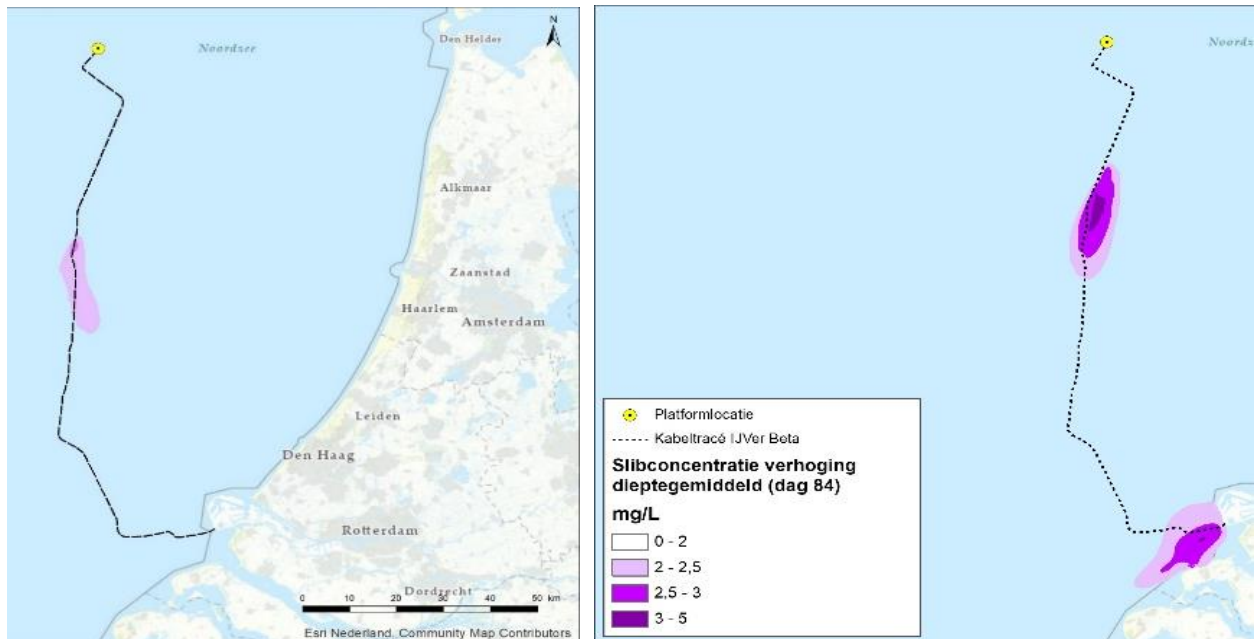 Noordzee
N
Den Helder
Alkmaar
Zaanstad
Haarlem
Amsterdam
Leiden
Den Haag
Rotterdam
Dordrecht
0 10 20 30 40 50 km
Esri Nederland, Community Map Contributors
Noordz
Platformlocatie
Kabeltracé IJVer Beta
Slibconcentratie verhoging
dieptegemiddeld (dag 84)
mg/L
0 - 2
2 - 2,5
2,5 - 3
3 - 5